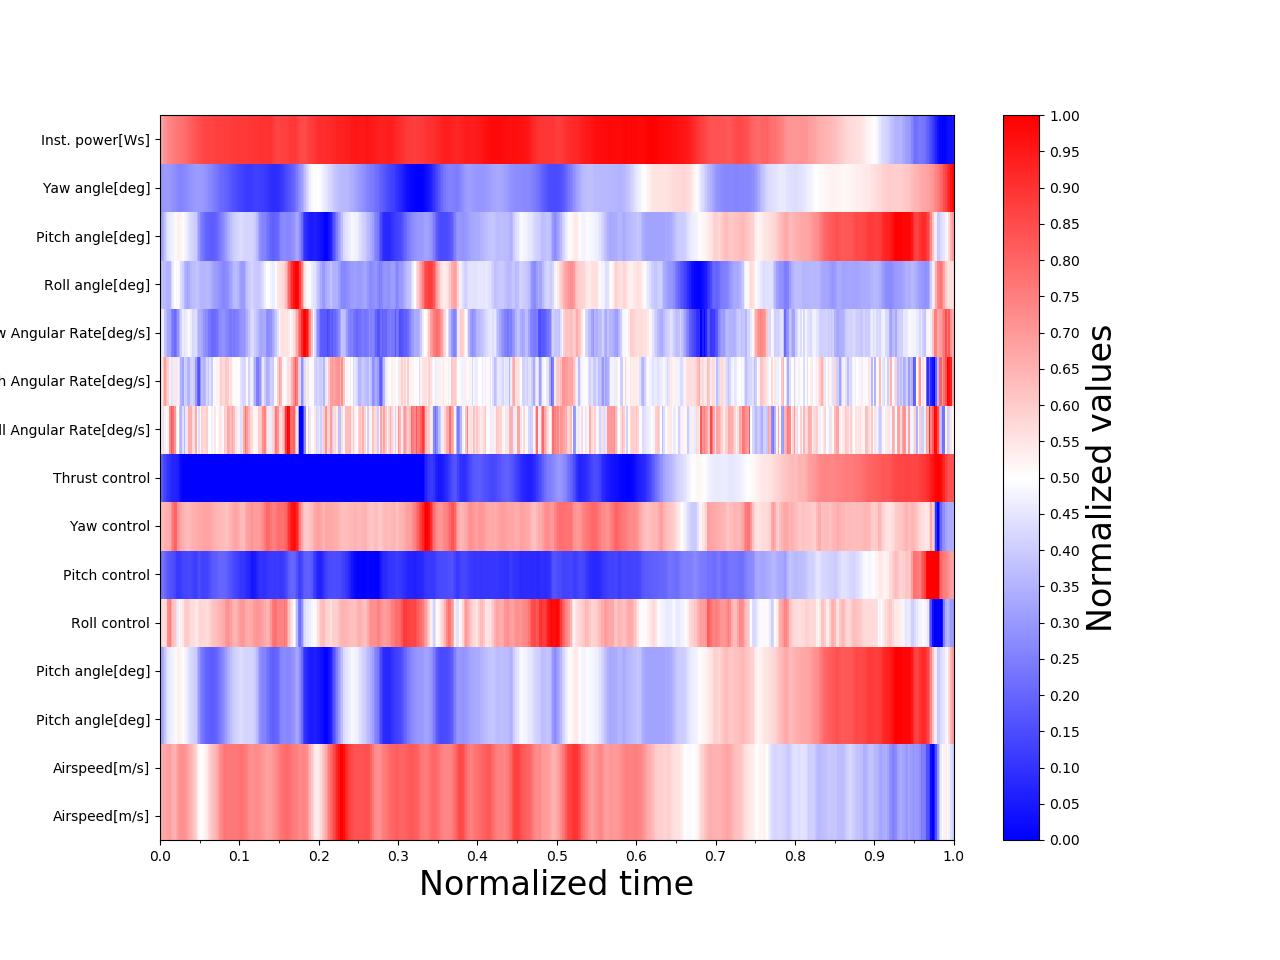 Inst. power[Ws]
Yaw angle[deg]
Pitch angle[deg]
Roll angle[deg]
w Angular Rate[deg/s]
h Angular Rate[deg/s]
ll Angular Rate[deg/s]
Thrust control
Yaw control
Pitch control
Roll control
Pitch angle[deg]
Pitch angle[deg]
Airspeed[m/s]
Airspeed[m/s]
0.0 0.1 0.2 0.3 0.4 0.5 0.6 0.7 0.8 0.9 1.0
Normalized time
1.00
0.95
0.90
0.85
0.80
0.75
0.70
0.65
0.60
0.55
0.50
0.45
0.40
0.35
0.30
0.25
0.20
0.15
0.10
0.05
0.00
Normalized values